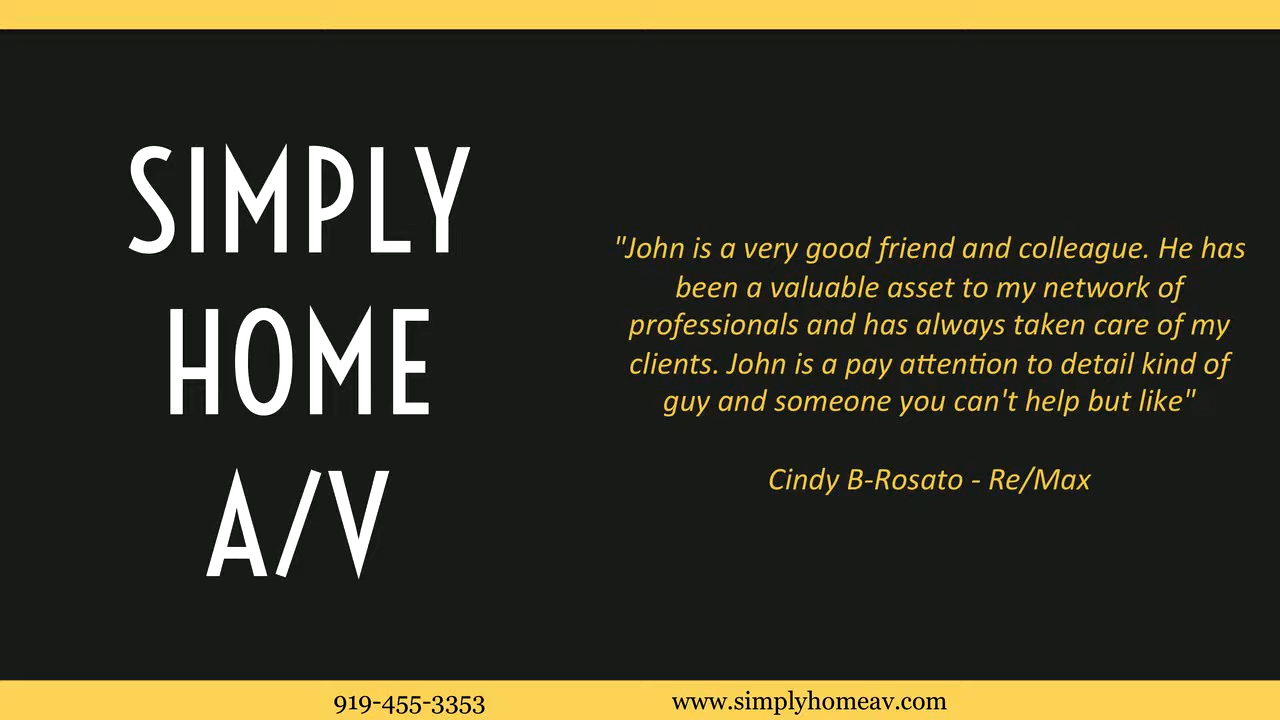 SIMPLY
HOME
A/V
"John is a very good friend and colleague. He has
been a valuable asset to my network of
professionals and has always taken care of my
clients. John is a pay attention to detail kind of
guy and someone you can't help but like"
Cindy B-Rosato - Re/Max
919-455-3353
www.simplyhomeav.com